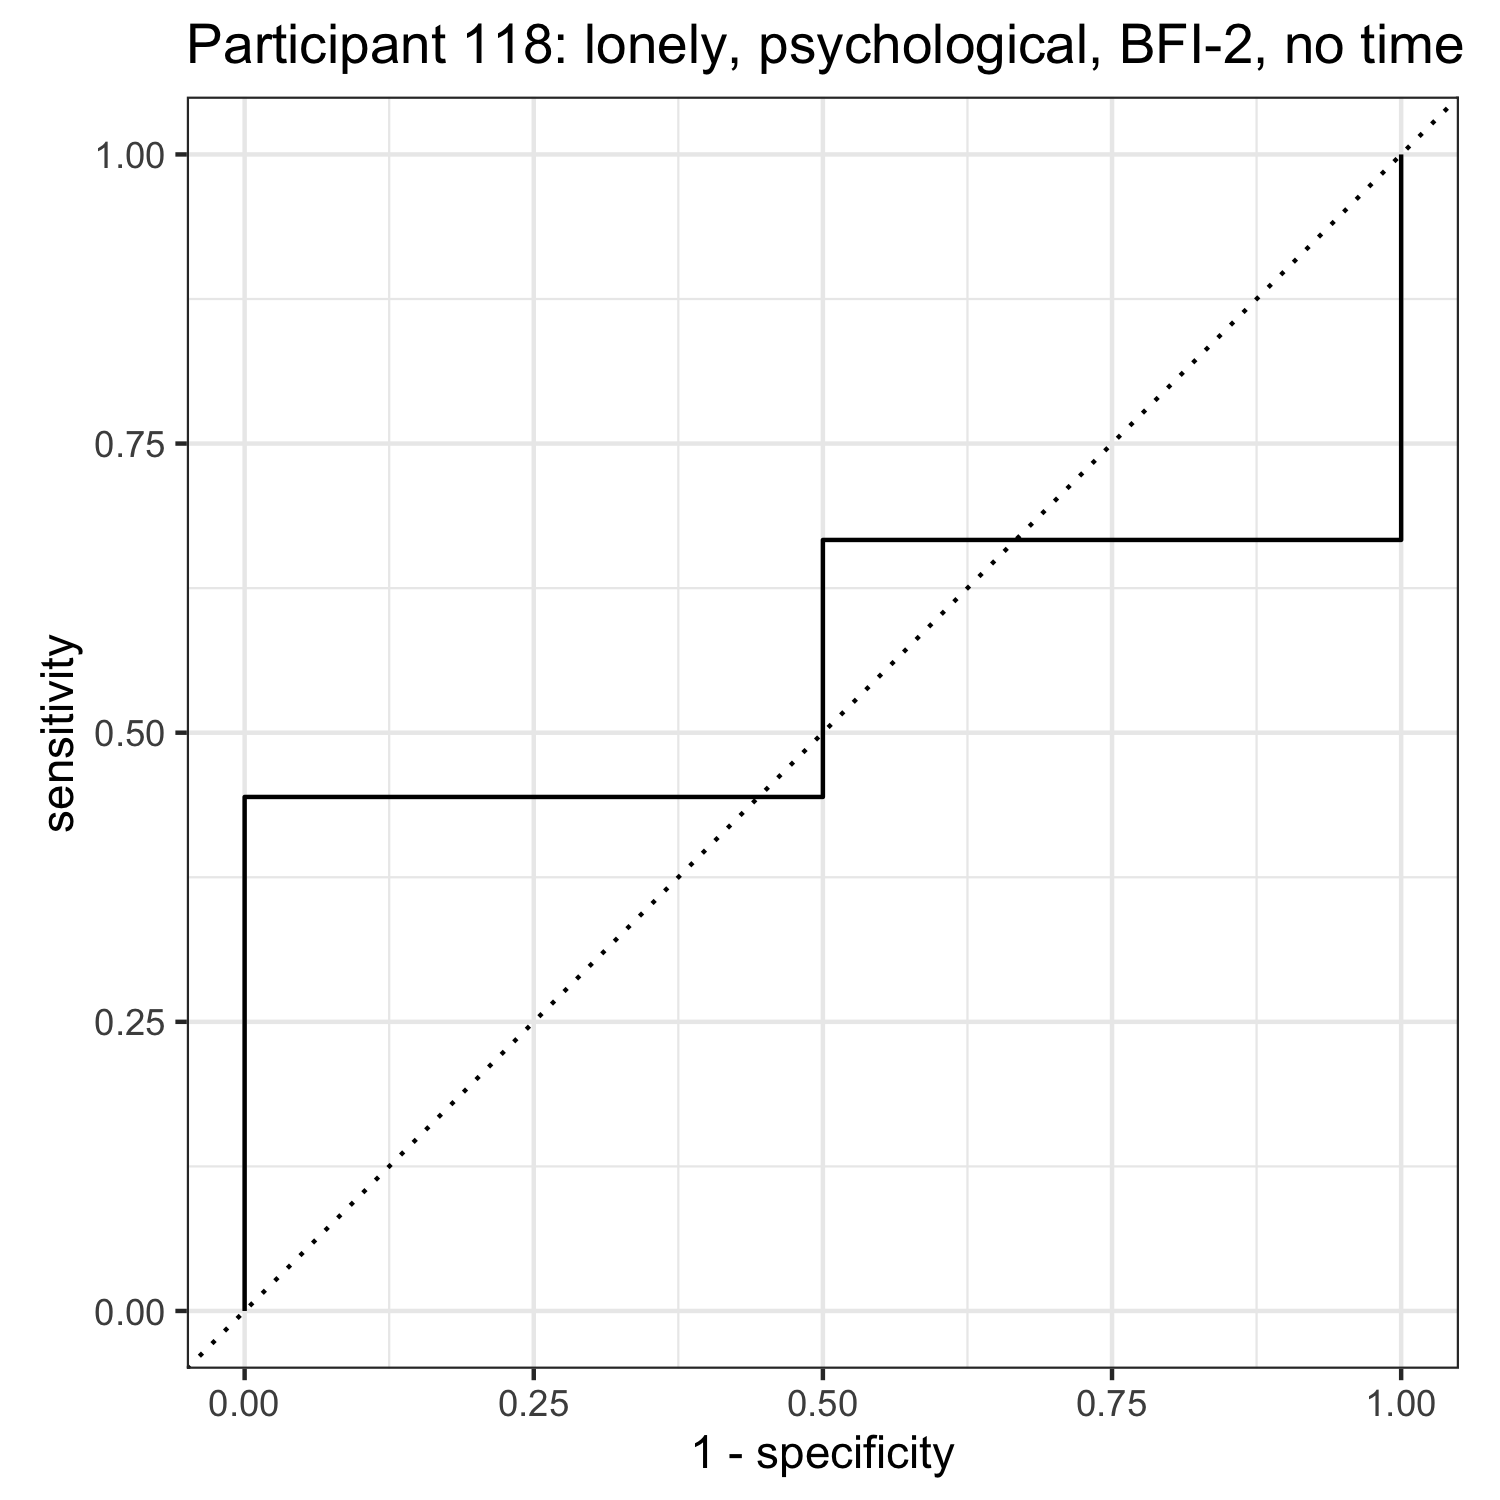 Participant 118: lonely, psychological, BFI-2, no time
1.00
0.75
0.50
0.25
0.00
sensitivity
0.00 0.25 0.50 0.75 1.00
1 - specificity